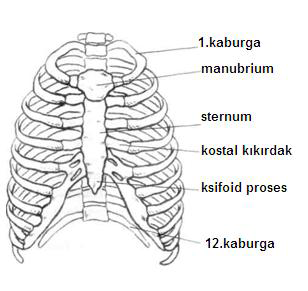 1.kaburga
manubrium
sternum
kostal kıkırdak
ksifoid proses
12.kaburga